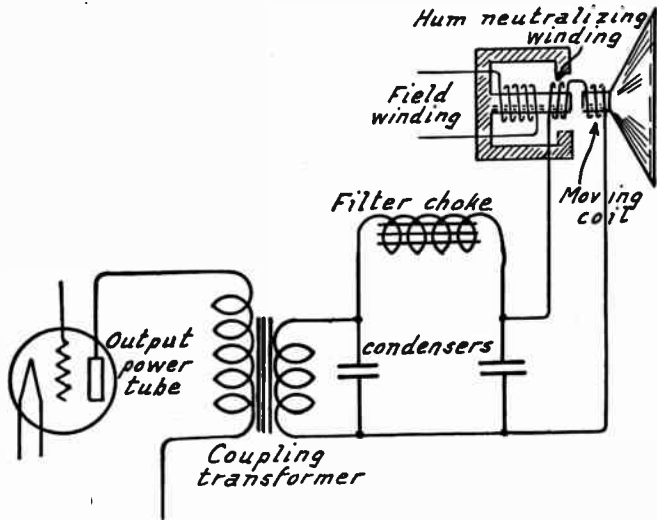 Hum neutralizing
winding
Field
winding
Moving
coil
Filter choke
Output
power
tube
condensers
Coupling
transformer